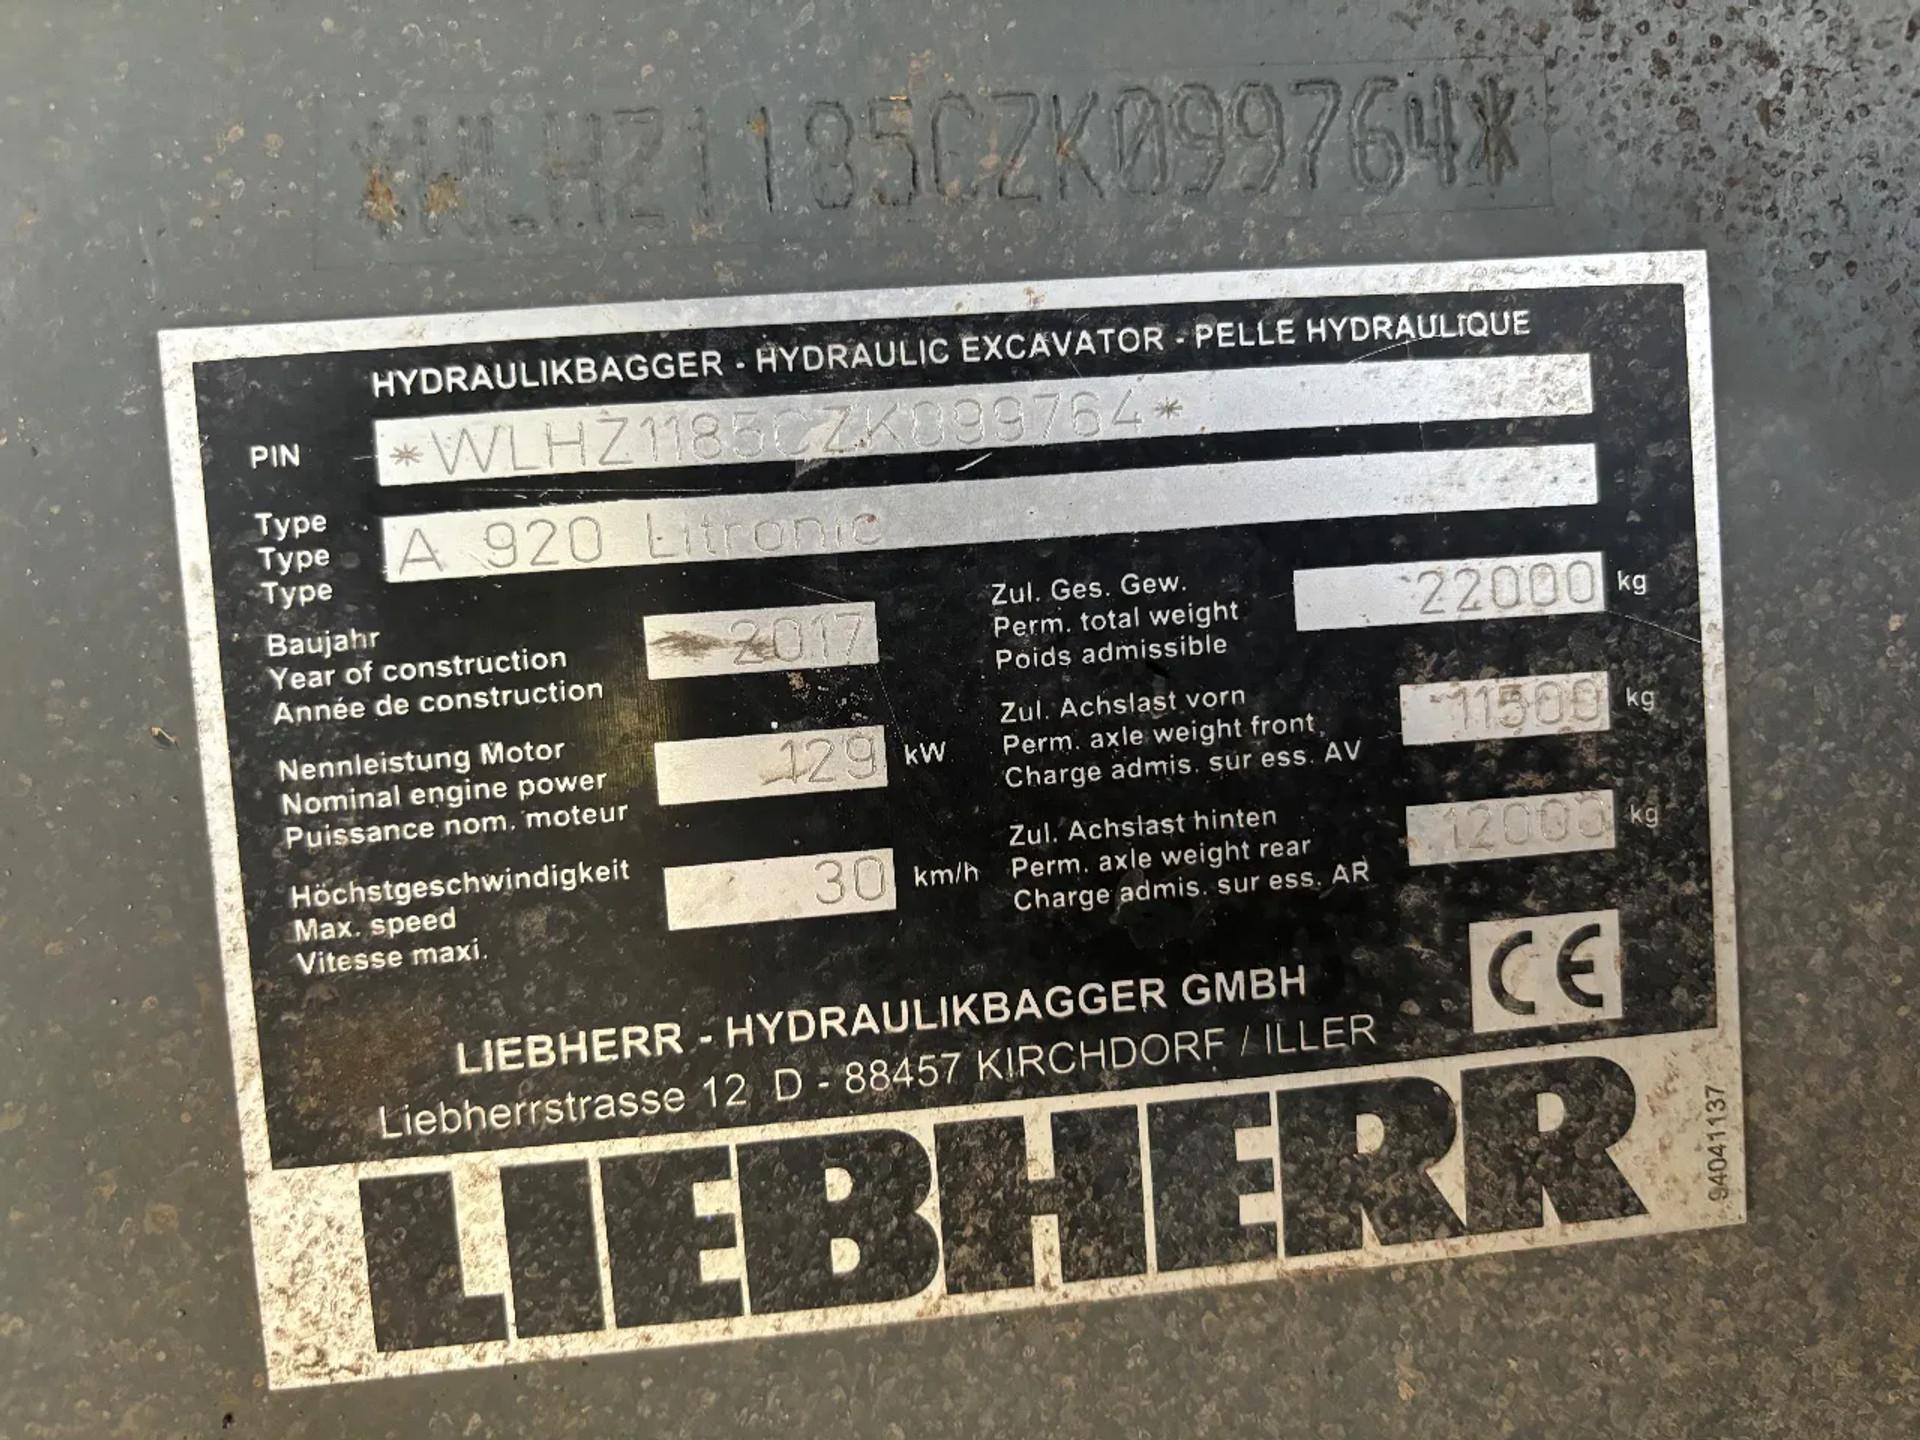 *WLHZ1185CZK099764*
HYDRAULIKBAGGER - HYDRAULIC EXCAVATOR - PELLE HYDRAULIQUE
PIN *WLHZ1185CZK099764*
Type
Type A 920 Litronic
Type
Baujahr
Year of construction 2017
Année de construction
Nennleistung Motor
Nominal engine power 129 kW
Puissance nom. moteur
Höchstgeschwindigkeit
Max. speed 30 km/h
Vitesse maxi.
Zul. Ges. Gew.
Perm. total weight 22000 kg
Poids admissible
Zul. Achslast vorn
Perm. axle weight front 11500 kg
Charge admis. sur ess. AV
Zul. Achslast hinten
Perm. axle weight rear 12000 kg
Charge admis. sur ess. AR
CE
LIEBHERR - HYDRAULIKBAGGER GMBH
Liebherrstrasse 12 D - 88457 KIRCHDORF / ILLER
LIEBHERR
94041137